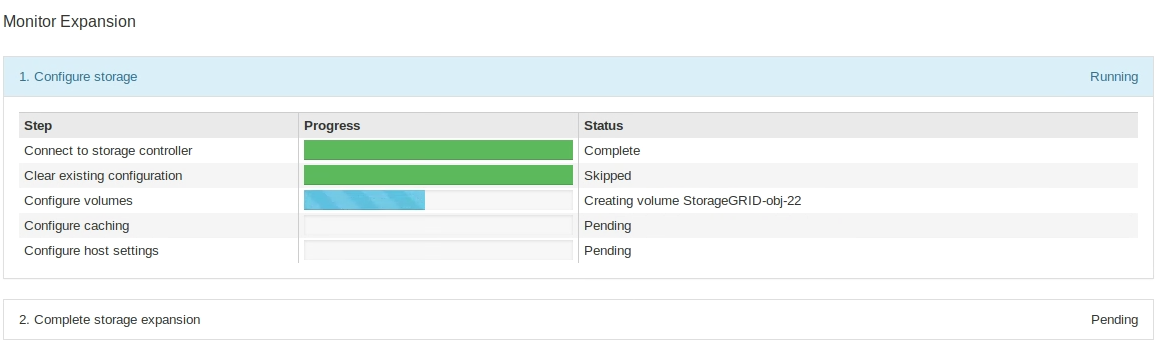 Monitor Expansion
1. Configure storage Running
Step Progress Status
Connect to storage controller Complete
Clear existing configuration Skipped
Configure volumes Creating volume StorageGRID-obj-22
Configure caching Pending
Configure host settings Pending
2. Complete storage expansion Pending